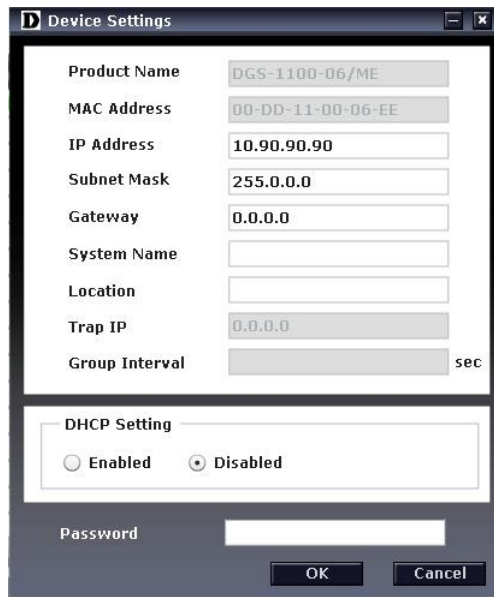 D Device Settings
Product Name DGS-1100-06/ME
MAC Address 00-DD-11-00-06-EE
IP Address 10.90.90.90
Subnet Mask 255.0.0.0
Gateway 0.0.0.0
System Name
Location
Trap IP 0.0.0.0
Group Interval sec
DHCP Setting
Enabled Disabled
Password
OK Cancel